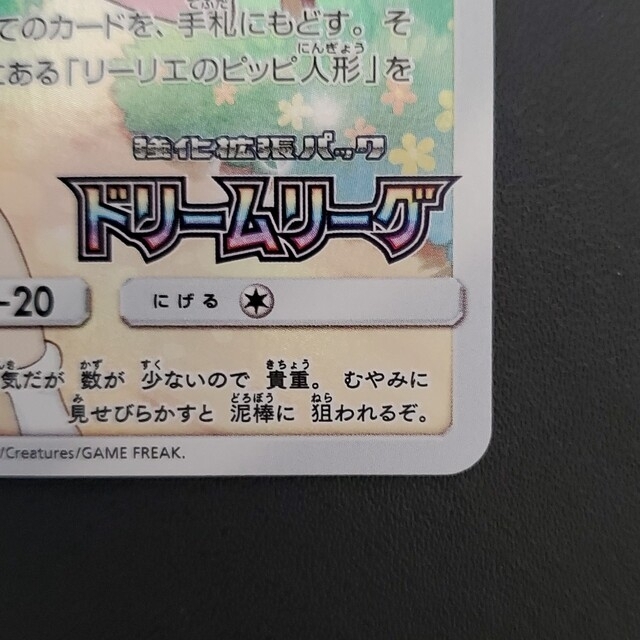 てのカードを、手札にもどす。そ
にある「リーリエのピッピ人形」を
強化拡張パック
ドリームリーグ
-20
にげる
気だが 数が 少ないので 貴重。 むやみに
見せびらかすと 泥棒に 狙われるぞ。
/Creatures/GAME FREAK.